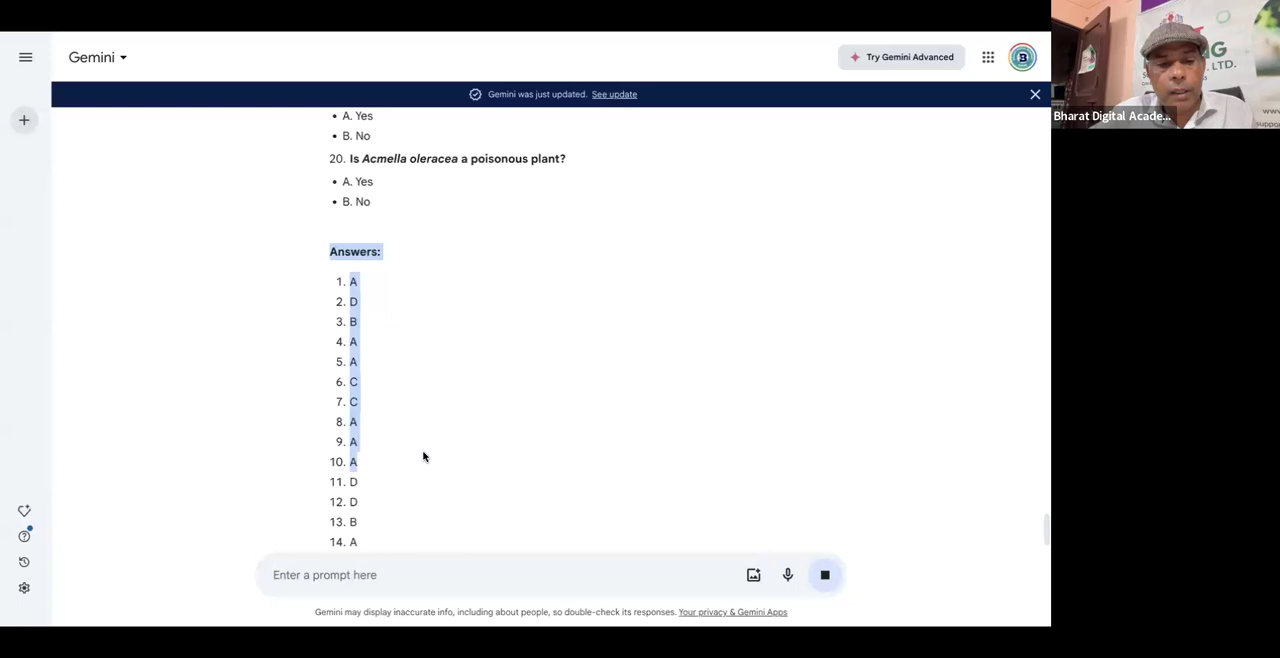 Gemini
Try Gemini Advanced
Gemini was just updated. See update
• A. Yes
• B. No
20. Is Acmella oleracea a poisonous plant?
• A. Yes
• B. No
Answers:
1. A
2. D
3. B
4. A
5. A
6. C
7. C
8. A
9. A
10. A
11. D
12. D
13. B
14. A
Enter a prompt here
Gemini may display inaccurate info, including about people, so double-check its responses. Your privacy & Gemini Apps
LTD.
Bharat Digital Acade...